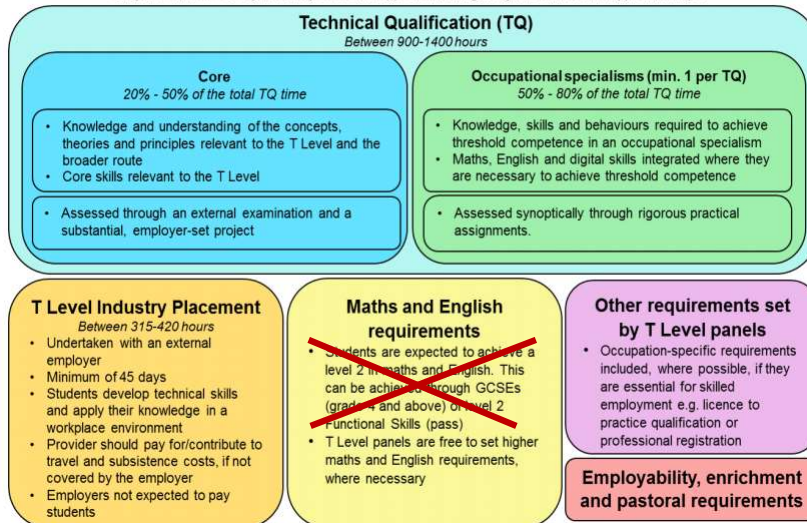 Technical Qualification (TQ)
Between 900-1400 hours
Core
20% - 50% of the total TQ time
• Knowledge and understanding of the concepts,
theories and principles relevant to the T Level and the
broader route
• Core skills relevant to the T Level
• Assessed through an external examination and a
substantial, employer-set project
Occupational specialisms (min. 1 per TQ)
50% - 80% of the total TQ time
• Knowledge, skills and behaviours required to achieve
threshold competence in an occupational specialism
• Maths, English and digital skills integrated where they
are necessary to achieve threshold competence
• Assessed synoptically through rigorous practical
assignments.
T Level Industry Placement
Between 315-420 hours
• Undertaken with an external
employer
• Minimum of 45 days
• Students develop technical skills
and apply their knowledge in a
workplace environment
• Provider should pay for/contribute to
travel and subsistence costs, if not
covered by the employer
• Employers not expected to pay
students
Maths and English
requirements
• Students are expected to achieve a
level 2 in maths and English. This
can be achieved through GCSEs
(grade 4 and above) or level 2
Functional Skills (pass)
• T Level panels are free to set higher
maths and English requirements,
where necessary
Other requirements set
by T Level panels
• Occupation-specific requirements
included, where possible, if they
are essential for skilled
employment e.g. licence to
practice qualification or
professional registration
Employability, enrichment
and pastoral requirements